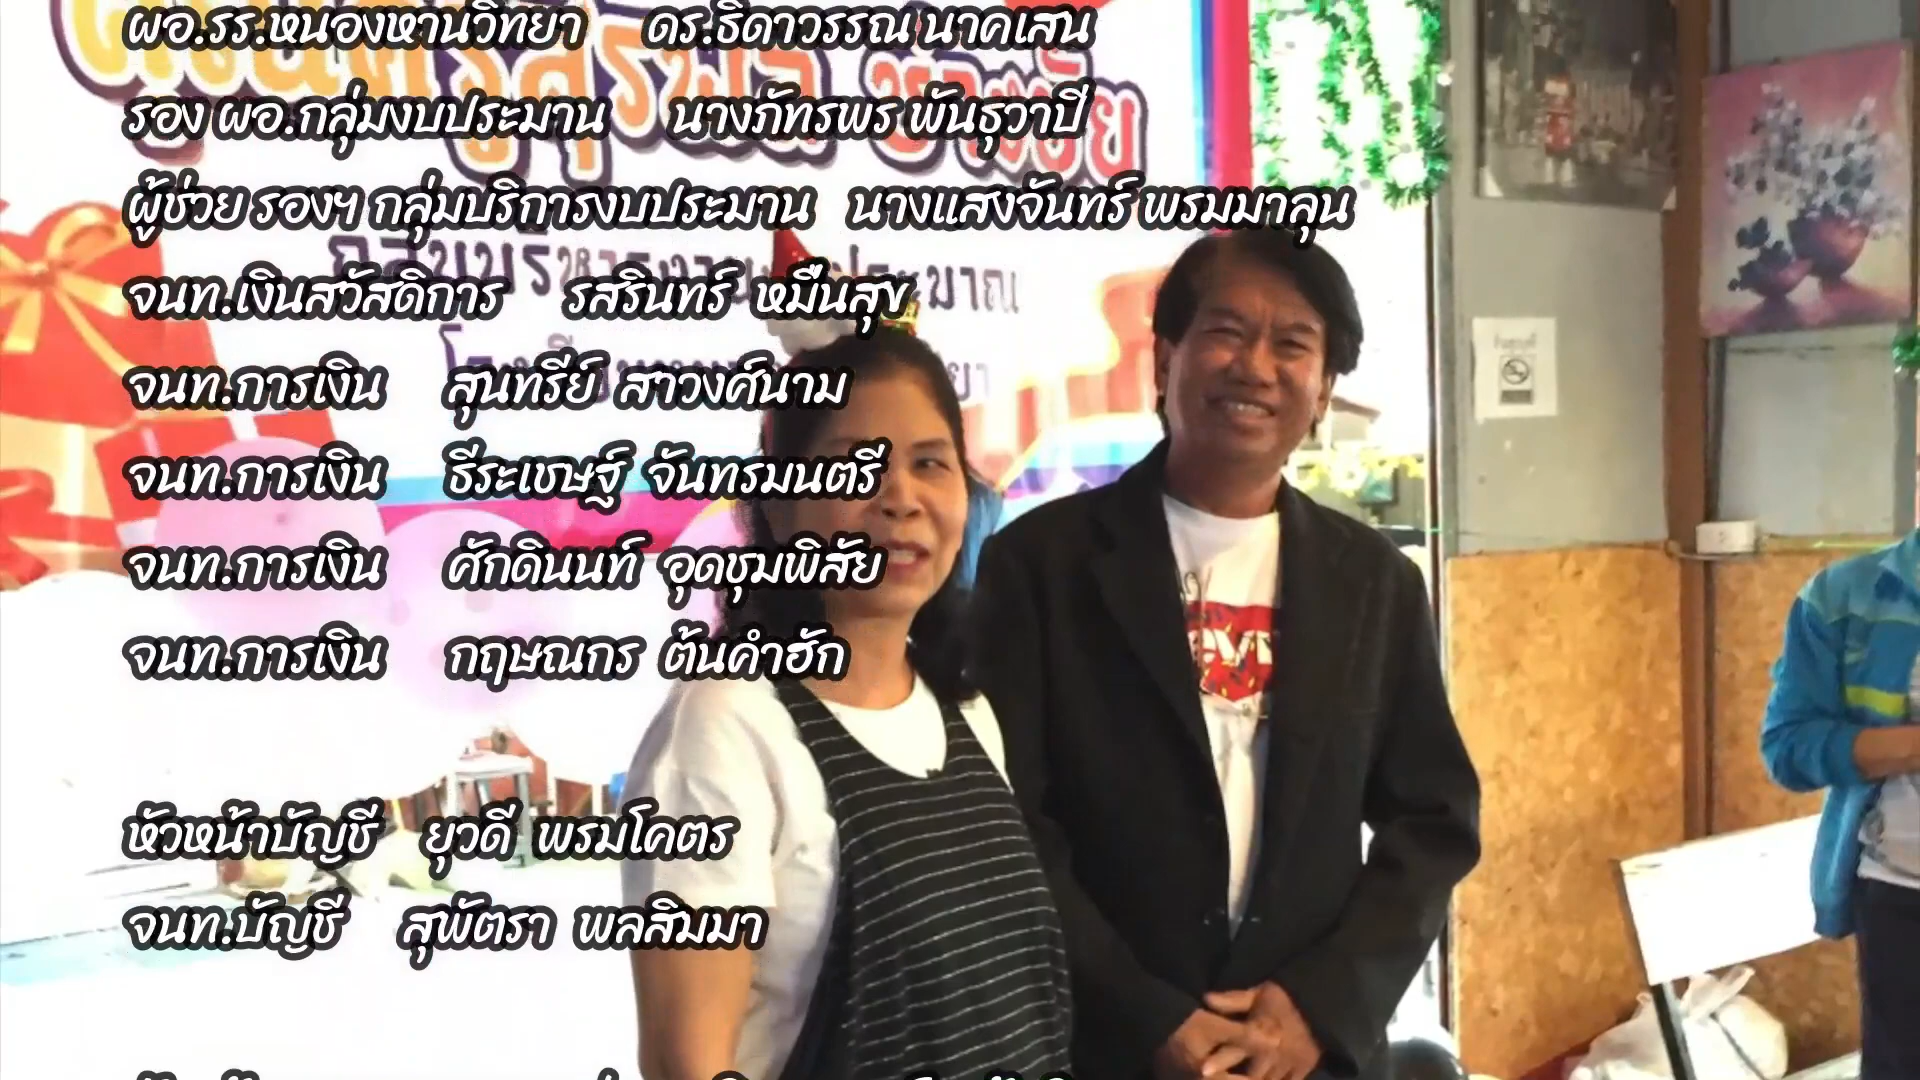 ผอ.รร.หนองหานวิทยา ดร.ธิดาวรรณ นาคเสน
รอง ผอ.กลุ่มงบประมาน นางภัทรพร พันธุวาปี
ผู้ช่วย รองฯ กลุ่มบริการงบประมาน นางแสงจันทร์ พรมมาลุน
จนท.เงินสวัสดิการ รสรินทร์ หมื่นสุข
จนท.การเงิน สุนทรีย์ สาวงศ์นาม
จนท.การเงิน ธีระเชษฐ์ จันทรมนตรี
จนท.การเงิน ศักดินนท์ อุดชุมพิสัย
จนท.การเงิน กฤษณกร ต้นคำฮัก
หัวหน้าบัญชี ยุวดี พรมโคตร
จนท.บัญชี สุพัตรา พลสิมมา